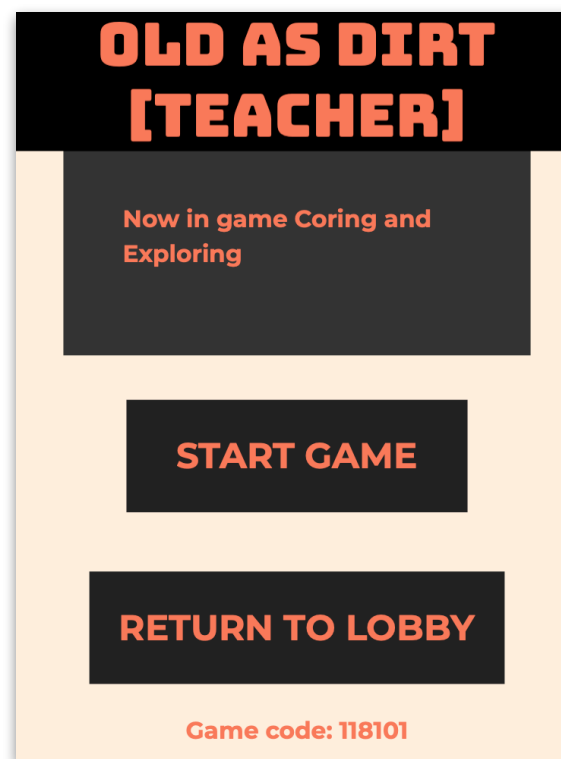 OLD AS DIRT
[TEACHER]
Now in game Coring and
Exploring
START GAME
RETURN TO LOBBY
Game code: 118101